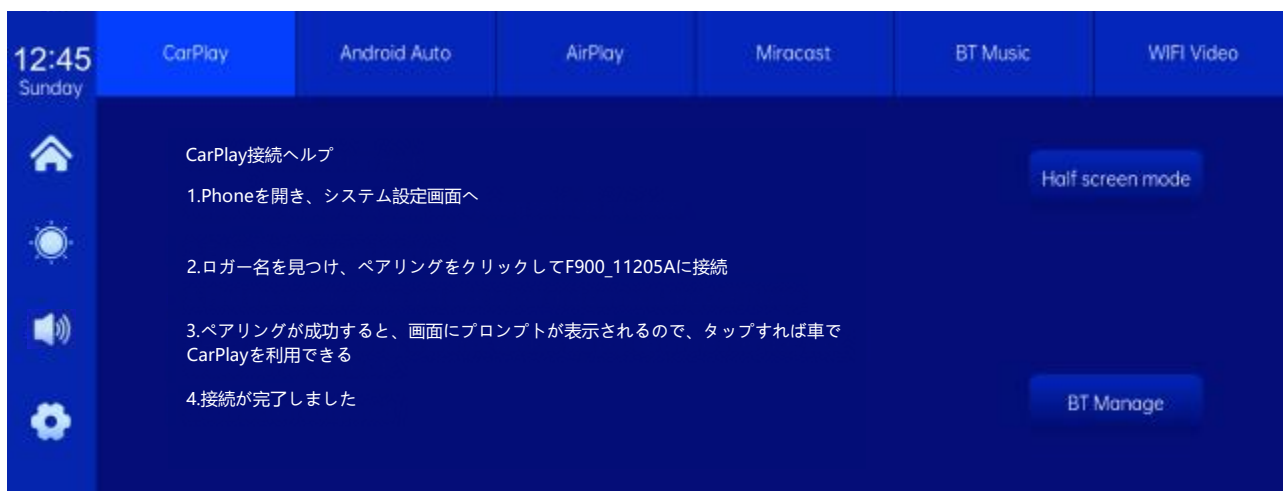 12:45
Sunday
CarPlay
Android Auto
AirPlay
Miracast
BT Music
WIFI Video
CarPlay接続ヘルプ
1.Phoneを開き、システム設定画面へ
2.ロガー名を見つけ、ペアリングをクリックしてF900_11205Aに接続
3.ペアリングが成功すると、画面にプロンプトが表示されるので、タップすれば車で
CarPlayを利用できる
4.接続が完了しました
Half screen mode
BT Manage